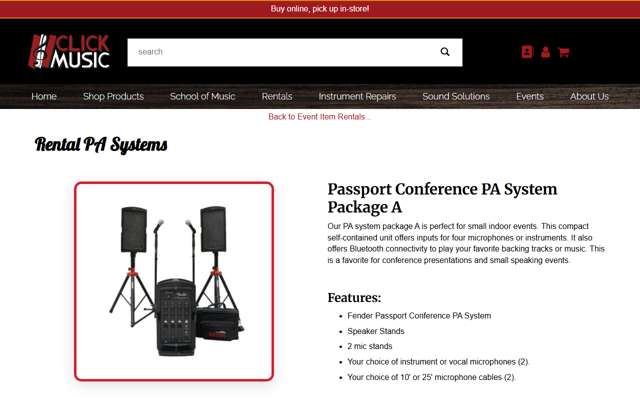 Buy online, pick up in-store!
CLICK
MUSIC
search
Home
Shop Products
School of Music
Rentals
Instrument Repairs
Sound Solutions
Events
About Us
Back to Event Item Rentals...
Rental PA Systems
Passport Conference PA System
Package A
Our PA system package A is perfect for small indoor events. This compact
self-contained unit offers inputs for four microphones or instruments. It also
offers Bluetooth connectivity to play your favorite backing tracks or music. This
is a favorite for conference presentations and small speaking events.
Features:
Fender Passport Conference PA System
Speaker Stands
2 mic stands
Your choice of instrument or vocal microphones (2).
Your choice of 10' or 25' microphone cables (2).